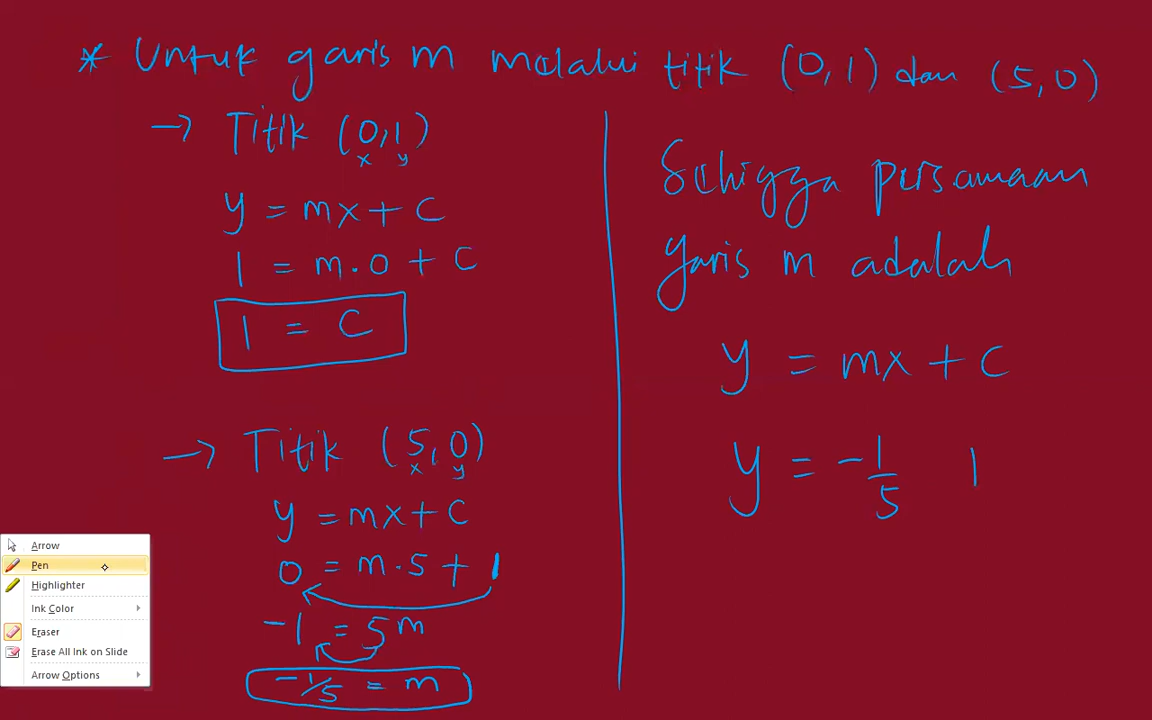 * Untuk garis m melalui titik (0,1) dan (5,0)
→ Titik (0,1)
x y
y = mx + c
1 = m.0 + c
1 = c
→ Titik (5,0)
x y
y = mx + c
0 = m.5 + 1
-1 = 5m
-1/5 = m
Sehigga persamaan
garis m adalah
y = mx + c
y = -1/5 1
Arrow
Pen
Highlighter
Ink Color
Eraser
Erase All Ink on Slide
Arrow Options